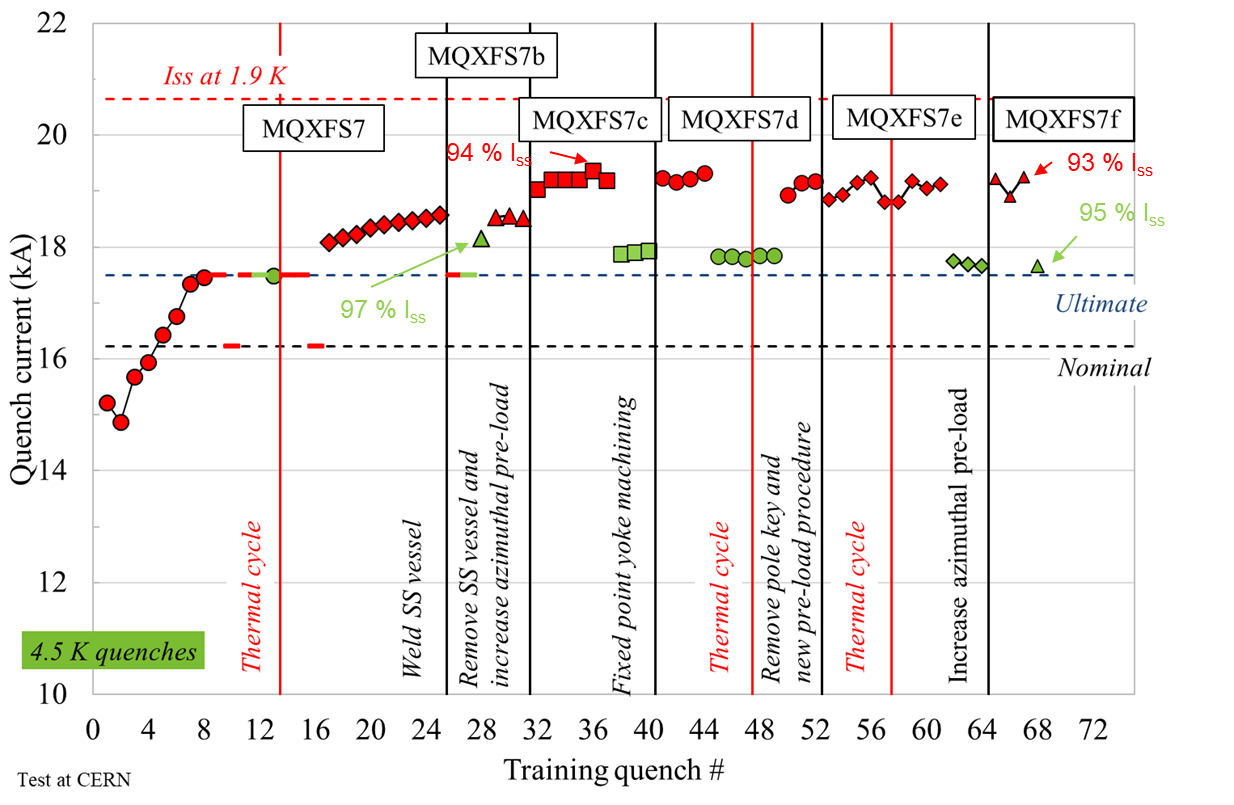 22
20
18
16
14
12
10
Quench current (kA)
Iss at 1.9 K
MQXFS7
MQXFS7b
MQXFS7c
MQXFS7d
MQXFS7e
MQXFS7f
94 % Iss
93 % Iss
95 % Iss
97 % Iss
Ultimate
Nominal
Thermal cycle
Weld SS vessel
Remove SS vessel and
increase azimuthal pre-load
Fixed point yoke machining
Thermal cycle
Remove pole key and
new pre-load procedure
Thermal cycle
Increase azimuthal pre-load
4.5 K quenches
0 4 8 12 16 20 24 28 32 36 40 44 48 52 56 60 64 68 72
Training quench #
Test at CERN